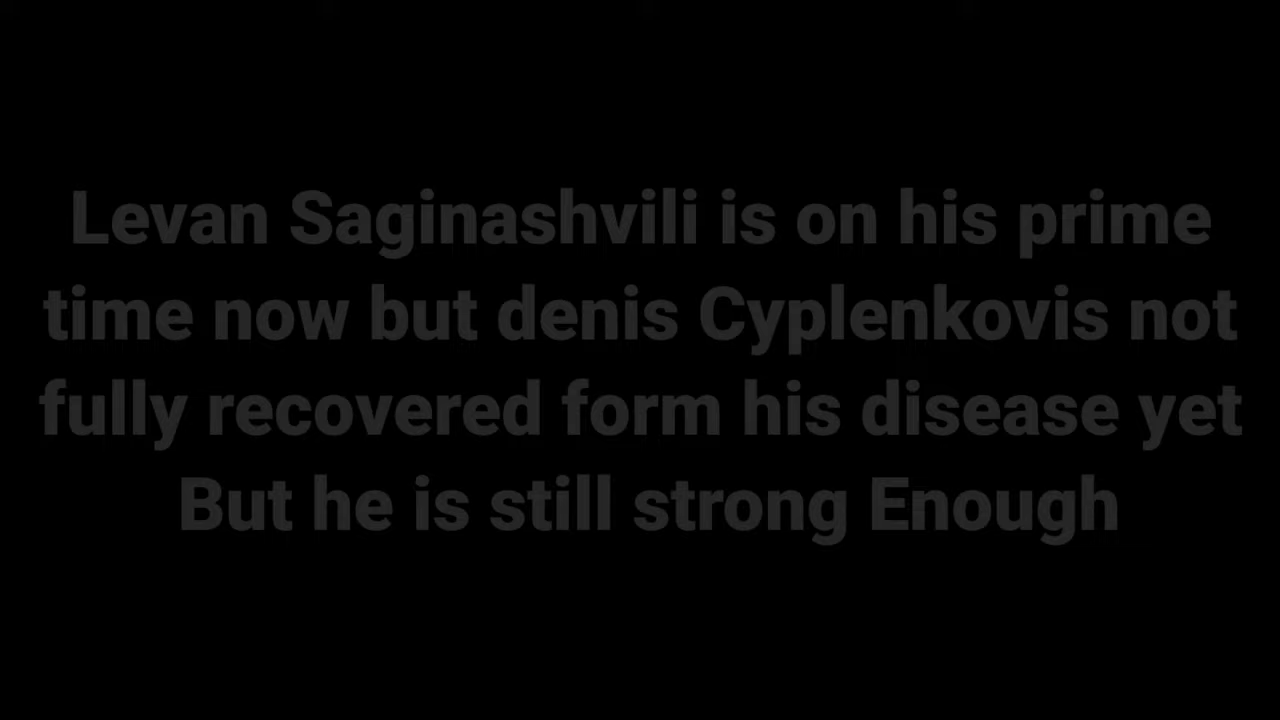 Levan Saginashvili is on his prime
time now but denis Cyplenkovis not
fully recovered form his disease yet
But he is still strong Enough